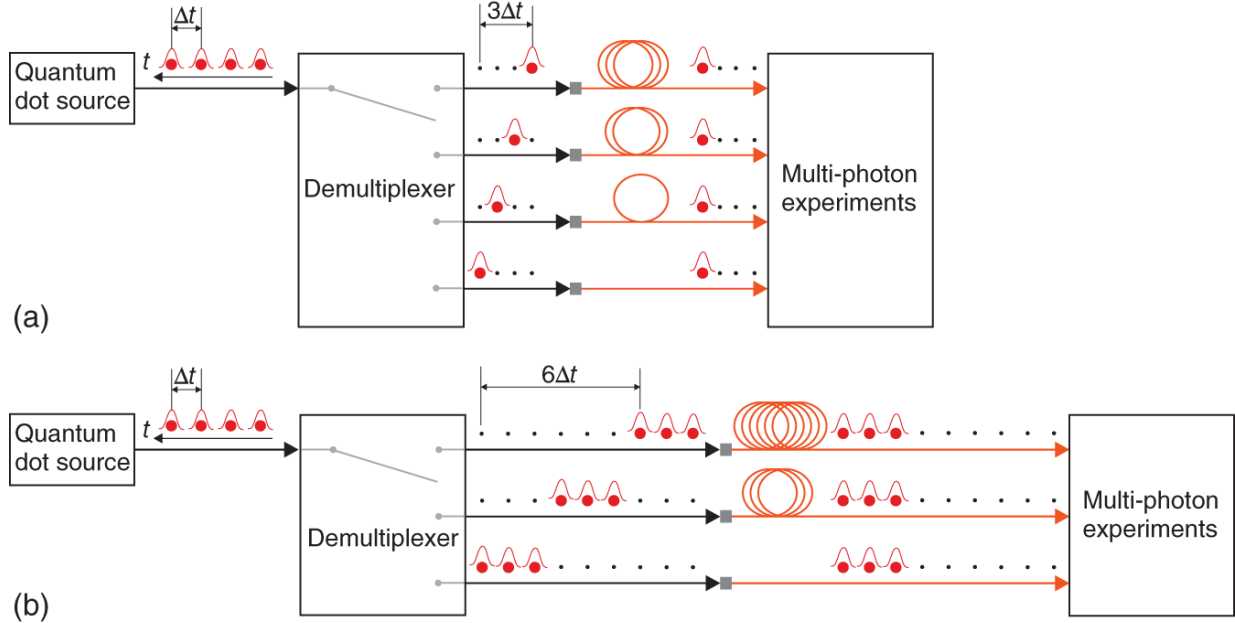 Δt
3Δt
t
Quantum
dot source
Demultiplexer
Multi-photon
experiments
(a)
Δt
6Δt
t
Quantum
dot source
Demultiplexer
Multi-photon
experiments
(b)